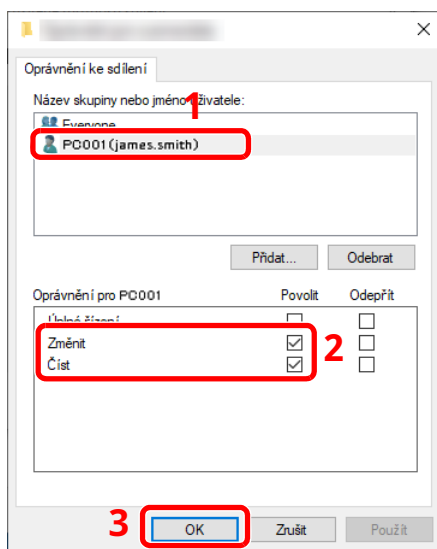 Oprávnění ke sdílení
Název skupiny nebo jméno uživatele:
1
Everyone
PC001(james.smith)
Přidat... Odebrat
Oprávnění pro PC001 Povolit Odepřít
Úplné řízení
Změnit
2
Číst
3
OK Zrušit Použít